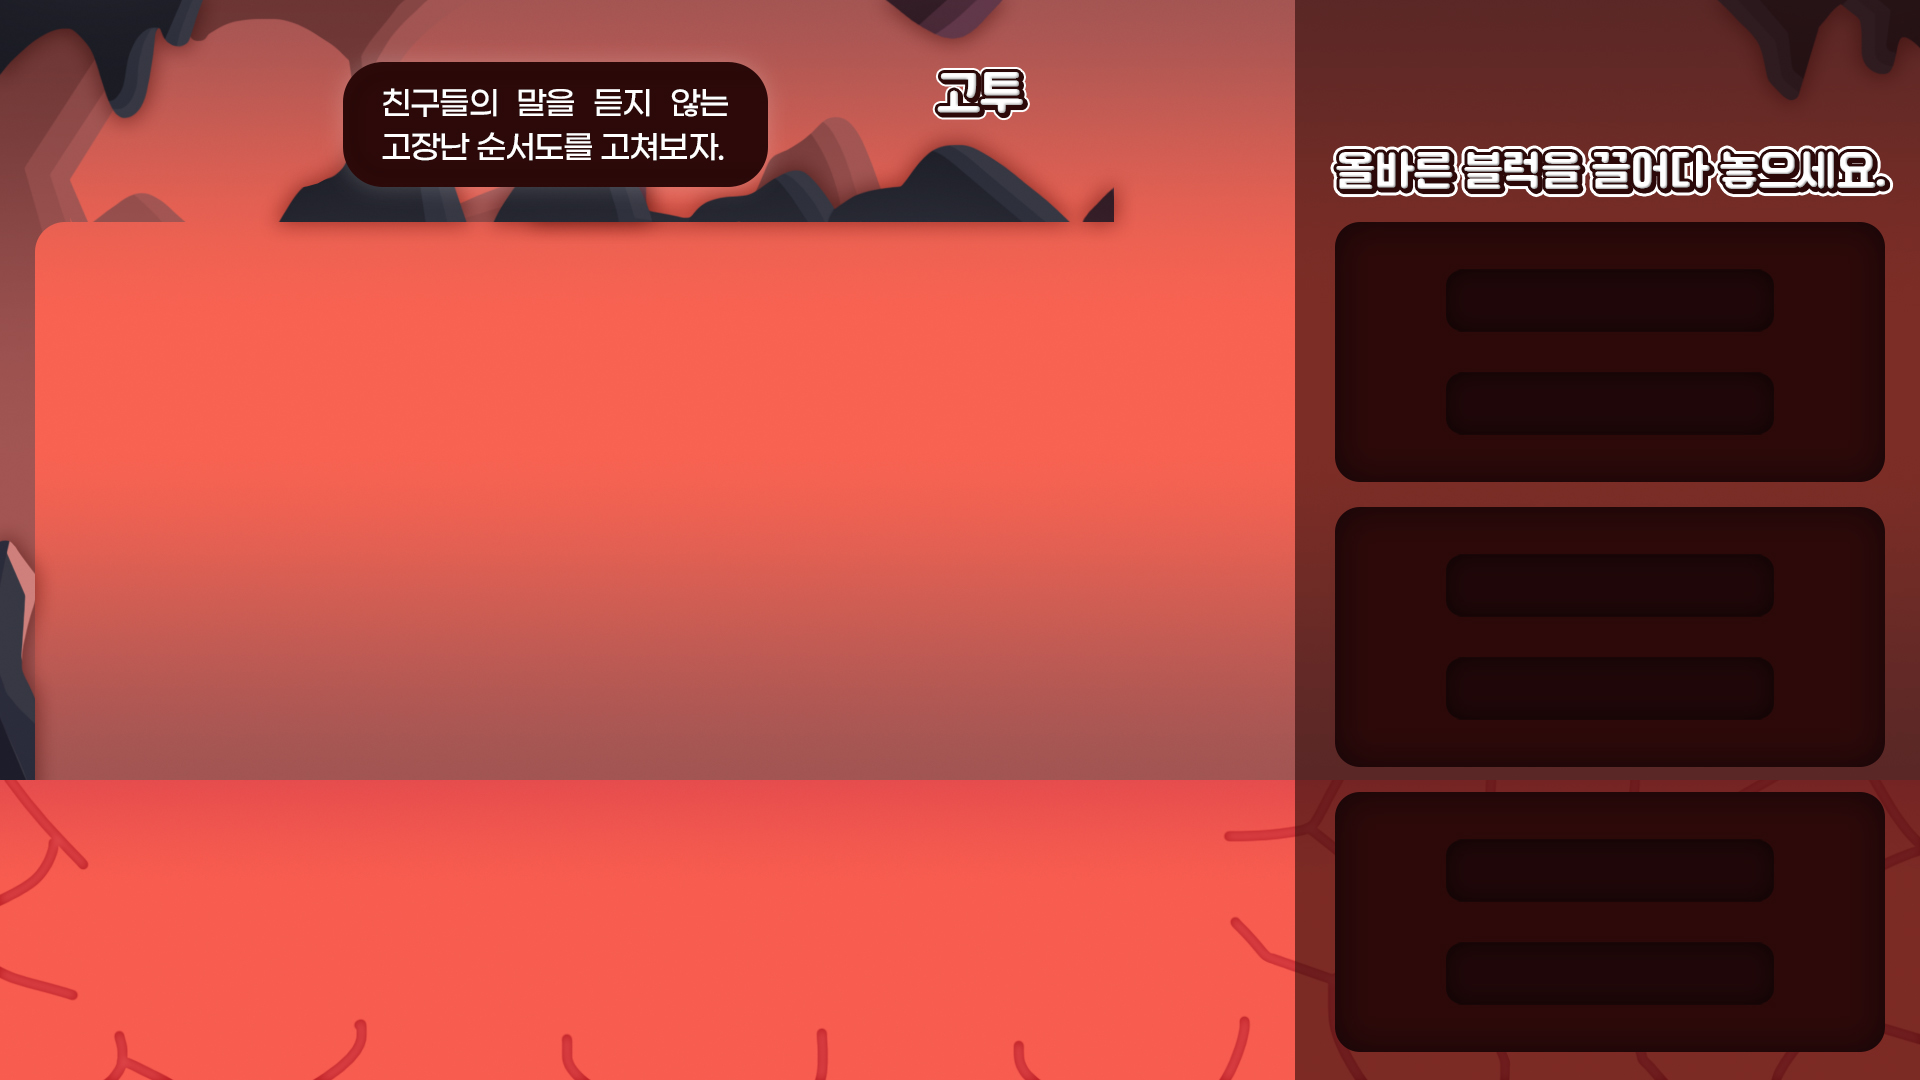 친구들의 말을 듣지 않는
고장난 순서도를 고쳐보자.
고투
올바른 블럭을 끌어다 놓으세요.